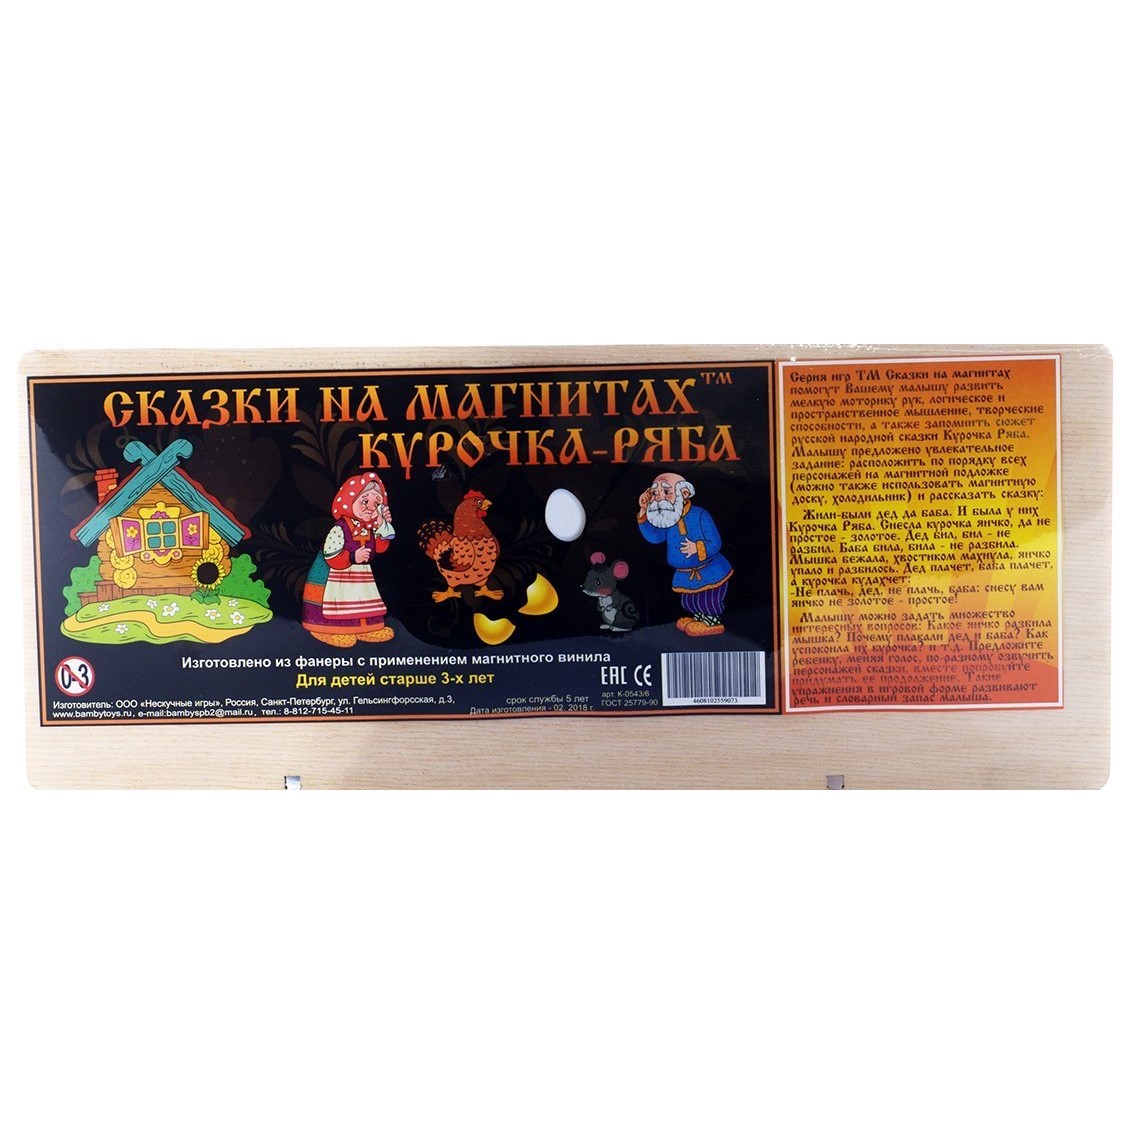 СКАЗКИ НА МАГНИТАХ™
КУРОЧКА-РЯБА
Изготовлено из фанеры с применением магнитного винила
Для детей старше 3-х лет
0-3
Изготовитель: ООО «Нескучные игры», Россия, Санкт-Петербург, ул. Гельсингфорсская, д.3,
www.bambytoys.ru, e-mail:bambyspb2@mail.ru , тел.: 8-812-715-45-11
срок службы 5 лет
Дата изготовления - 02. 2018 г
EAC CE
арт. К-0543/6
ГОСТ 25779-90
4608102559073
Серия игр ТМ Сказки на магнитах
помогут Вашему малышу развить
мелкую моторику рук, логическое и
пространственное мышление, творческие
способности, а также запомнить сюжет
русской народной сказки Курочка Ряба.
Малышу предложено увлекательное
задание: расположить по порядку всех
персонажей на магнитной подложке
(можно также использовать магнитную
доску, холодильник) и рассказать сказку:
Жили-были дед да баба. И была у них
Курочка Ряба. Снесла курочка яичко, да не
простое - золотое. Дед бил, бил - не
разбил. Баба била, била - не разбила.
Мышка бежала, хвостиком махнула, яичко
упало и разбилось. Дед плачет, баба плачет,
а курочка кудахчет:
-Не плачь, дед, не плачь, баба: снесу вам
яичко не золотое - простое!
Малышу можно задать множество
интересных вопросов: Какое яичко разбила
мышка? Почему плакали дед и баба? Как
успокоила их курочка? и т.д. Предложите
ребенку, меняя голос, по-разному озвучить
персонажей сказки, вместе попробуйте
придумать ее продолжение. Такие
упражнения в игровой форме развивают
речь и словарный запас малыша.